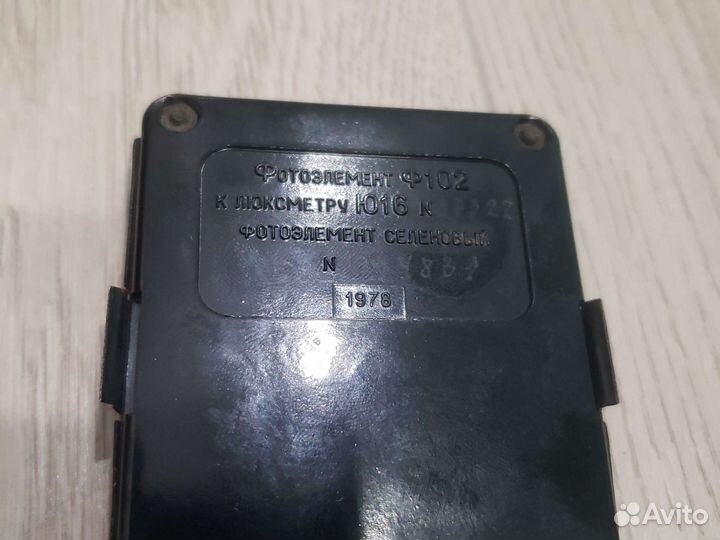 Фотоэлемент Ф102
к люксметру Ю16 N
фотоэлемент селеновый
N
1978
Avito